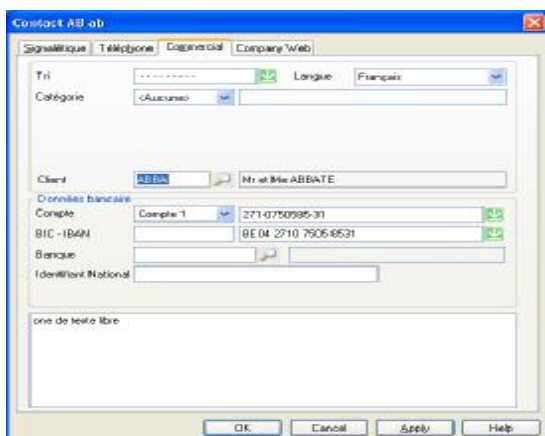 Contact AB ab
Signalétique Téléphone Commercial Company Web
Tri Langue Français
Catégorie <Aucune>
Client ABBA Mr et Mme ABBATE
Données bancaire
Compte Compte 1 271-0750585-31
BIC - IBAN BE04 2710 7505 8531
Banque
Identifiant National
one de texte libre
OK Cancel Apply Help